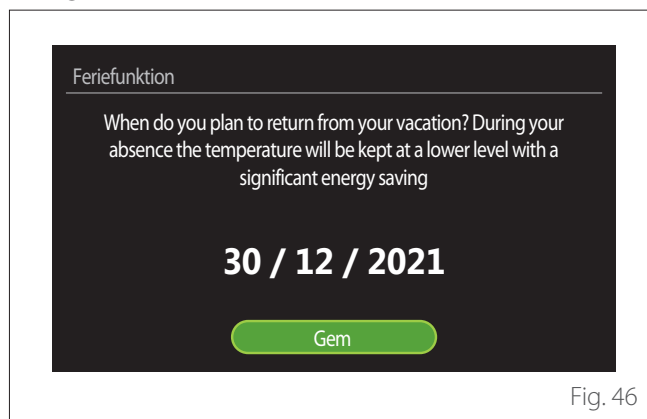 Feriefunktion
When do you plan to return from your vacation? During your
absence the temperature will be kept at a lower level with a
significant energy saving
30 / 12 / 2021
Gem
Fig. 46